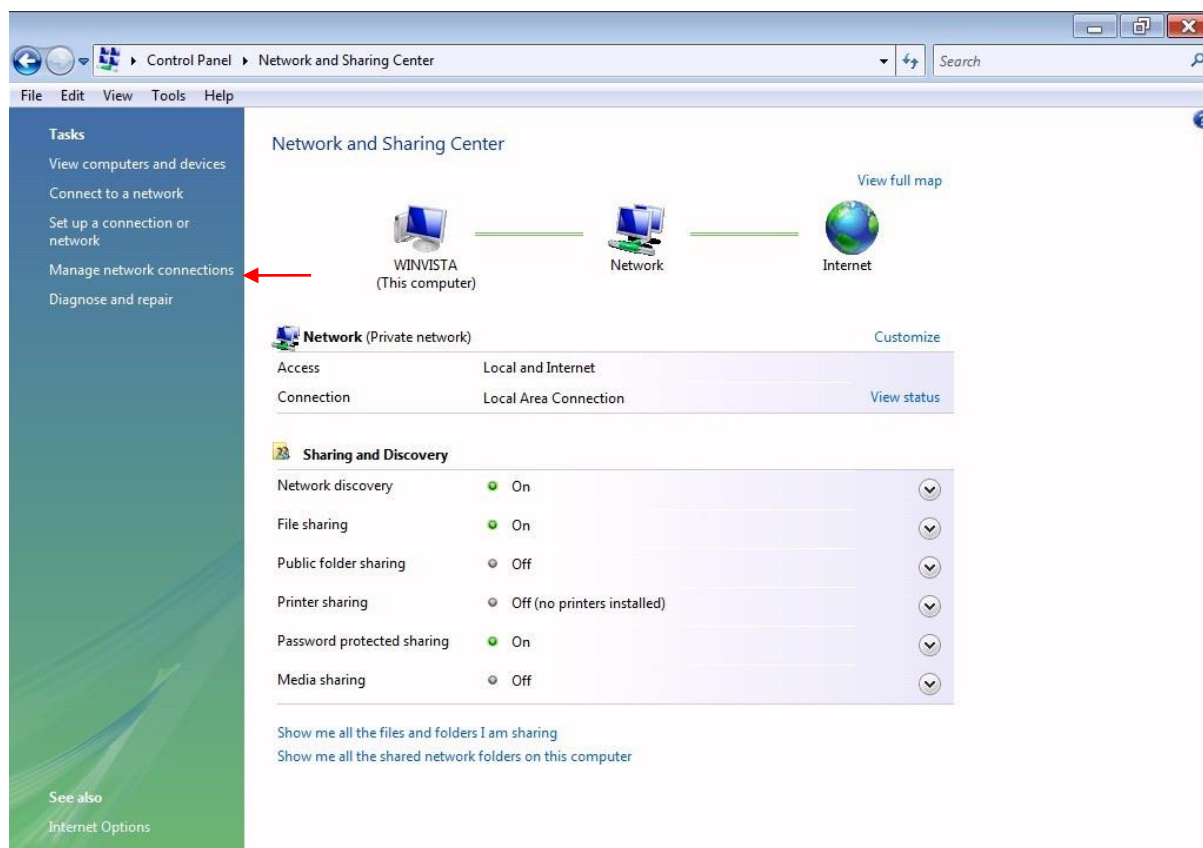 Control Panel Network and Sharing Center
Search
File Edit View Tools Help
Tasks
View computers and devices
Connect to a network
Set up a connection or
network
Manage network connections
Diagnose and repair
See also
Internet Options
Network and Sharing Center
View full map
WINVISTA
(This computer)
Network
Internet
Network (Private network)
Customize
Access Local and Internet
Connection Local Area Connection View status
Sharing and Discovery
Network discovery On
File sharing On
Public folder sharing Off
Printer sharing Off (no printers installed)
Password protected sharing On
Media sharing Off
Show me all the files and folders I am sharing
Show me all the shared network folders on this computer